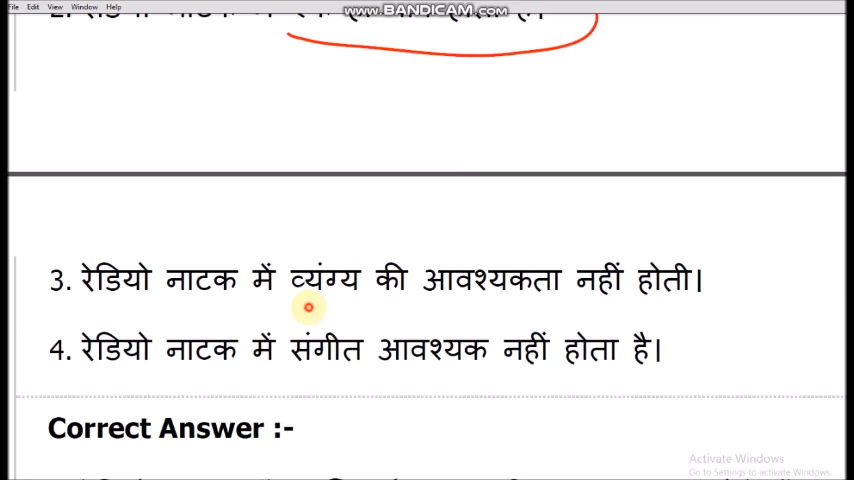 File Edit View Window Help
www.BANDICAM.com
3. रेडियो नाटक में व्यंग्य की आवश्यकता नहीं होती।
4. रेडियो नाटक में संगीत आवश्यक नहीं होता है।
Correct Answer :-
Activate Windows
Go to Settings to activate Windows.